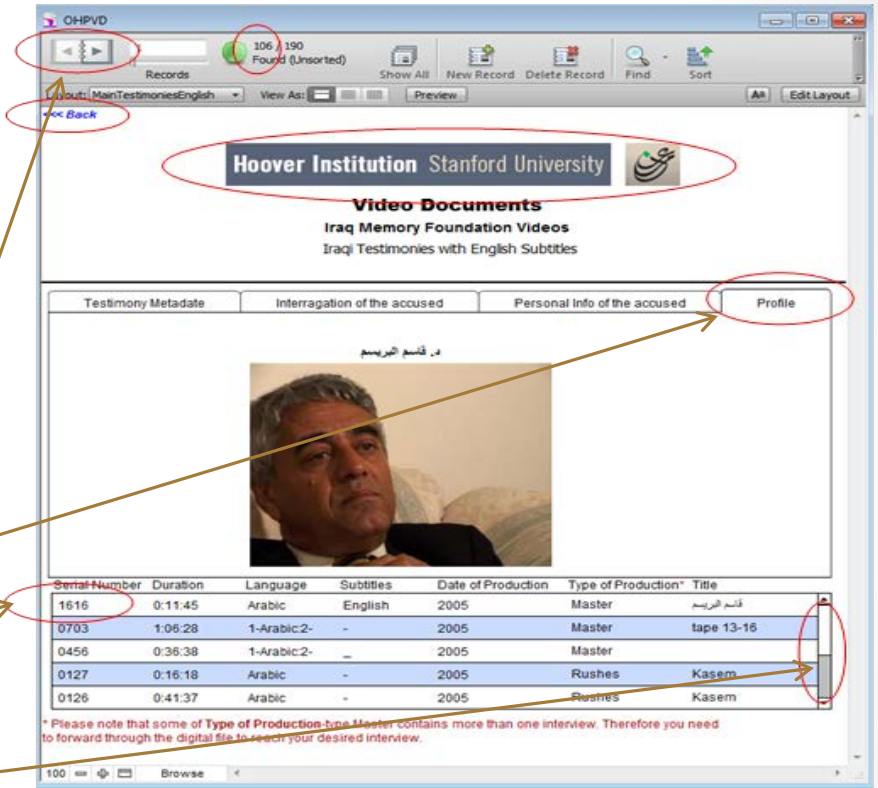 OHPVD
106 / 190
Found (Unsorted)
Records
Show All
New Record
Delete Record
Find
Sort
Layout: MainTestimoniesEnglish
View As:
Preview
Aa
Edit Layout
<<< Back
Hoover Institution Stanford University
Video Documents
Iraq Memory Foundation Videos
Iraqi Testimonies with English Subtitles
Testimony Metadate
Interragation of the accused
Personal Info of the accused
Profile
د. قاسم البريسم
Serial Number Duration Language Subtitles Date of Production Type of Production* Title
1616 0:11:45 Arabic English 2005 Master قاسم البريسم
0703 1:06:28 1-Arabic:2- - 2005 Master tape 13-16
0456 0:36:38 1-Arabic:2- _ 2005 Master
0127 0:16:18 Arabic - 2005 Rushes Kasem
0126 0:41:37 Arabic - 2005 Rushes Kasem
* Please note that some of Type of Production-type Master contains more than one interview. Therefore you need
to forward through the digital file to reach your desired interview.
100
Browse